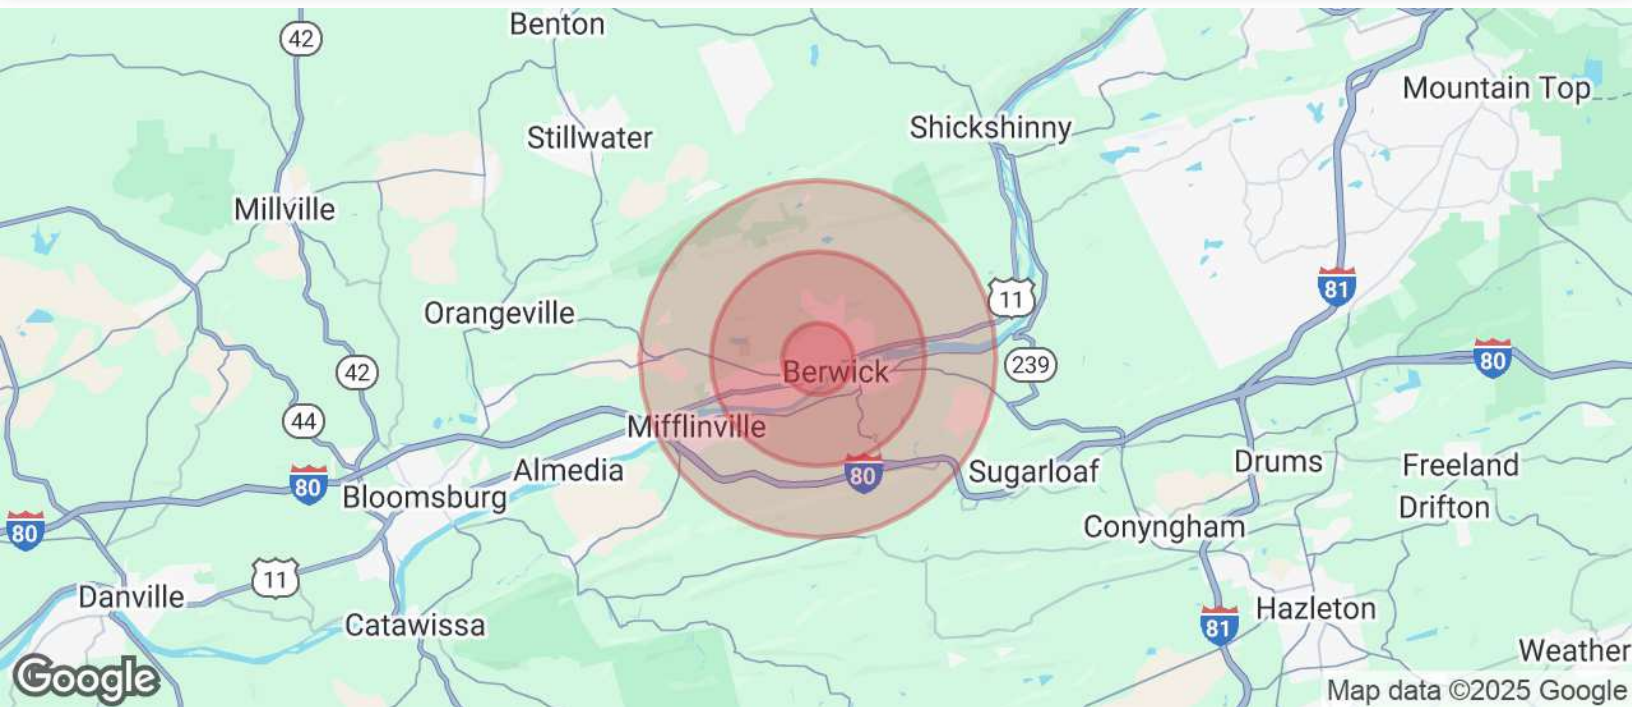 Benton
42
Mountain Top
Shickshinny
Stillwater
Millville
81
11
Orangeville
80
239
42
Berwick
44
Mifflinville
Drums
Freeland
Almedia
80
Sugarloaf
80
Bloomsburg
Drifton
Conyngham
80
11
Danville
Hazleton
Catawissa
81
Weather
Google
Map data ©2025 Google